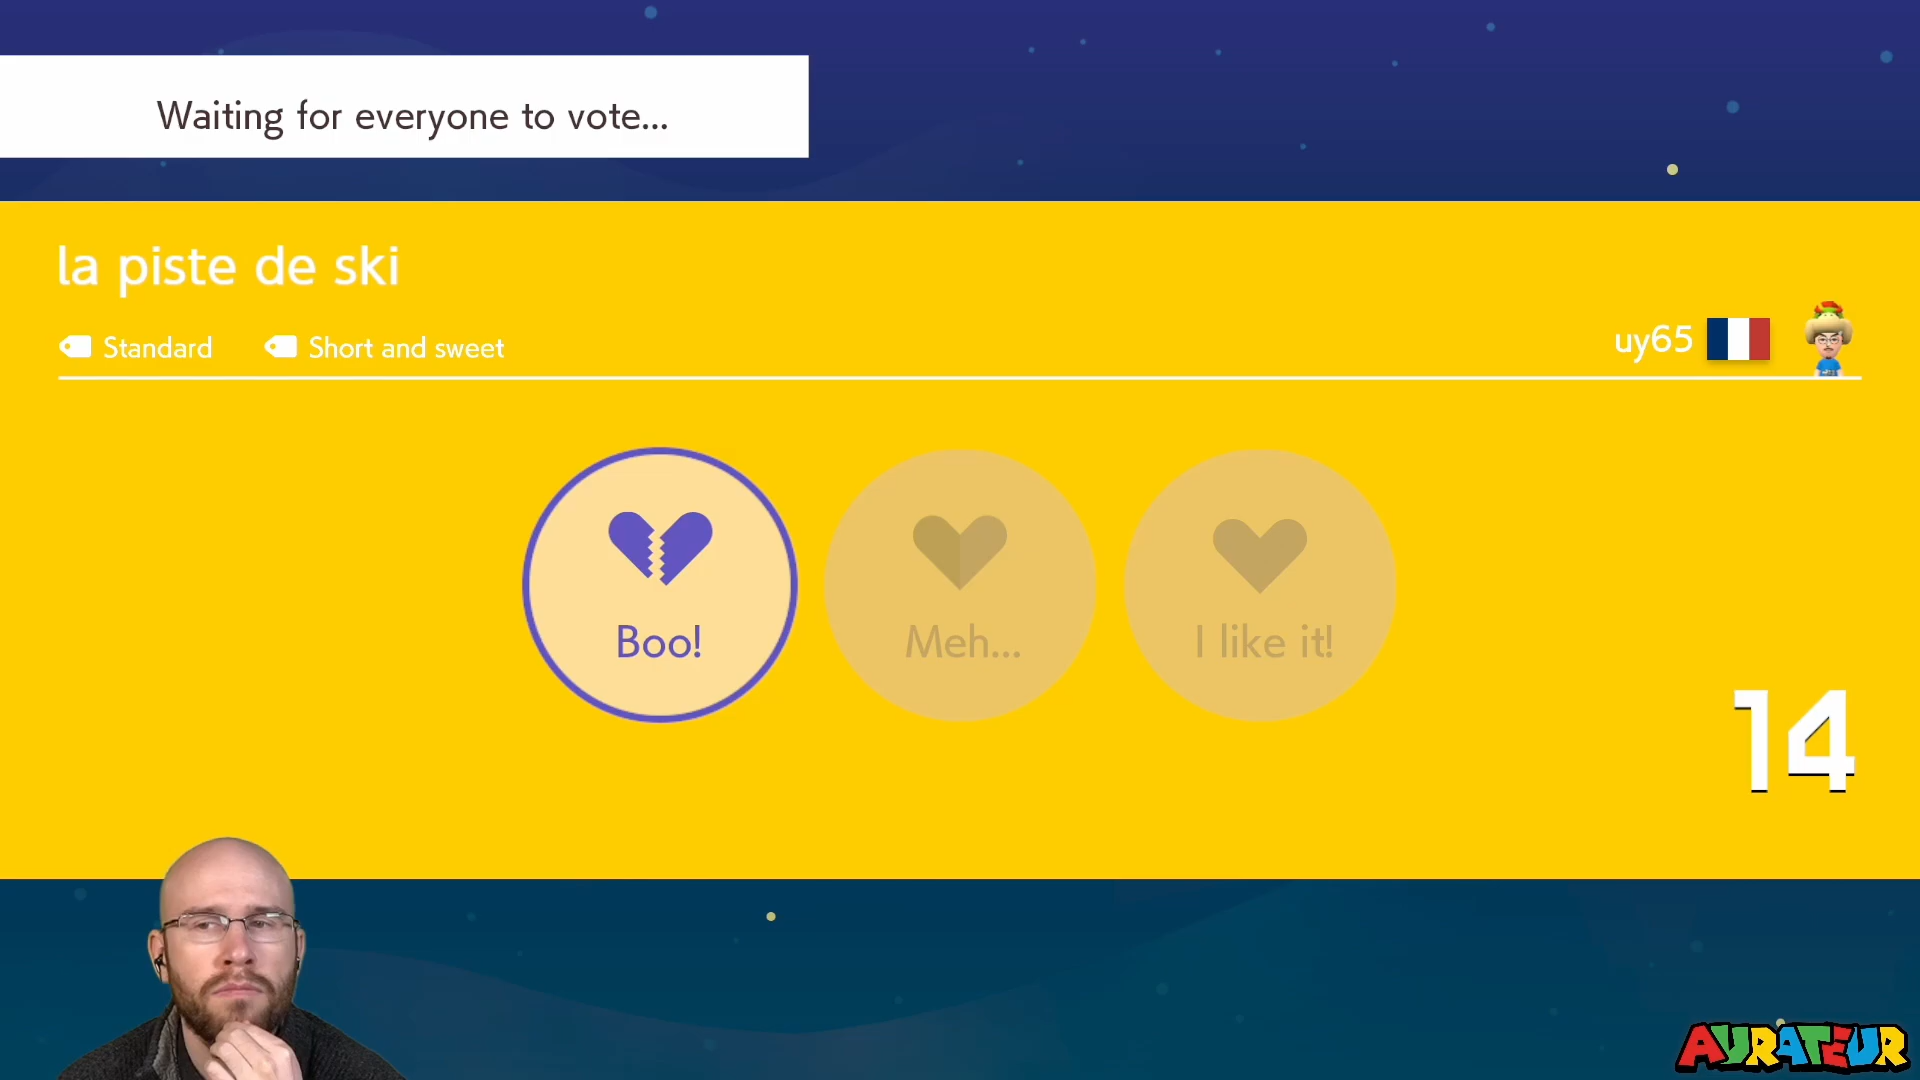 Waiting for everyone to vote...
la piste de ski
Standard Short and sweet
uy65
Boo! Meh... I like it!
14
AURATEUR